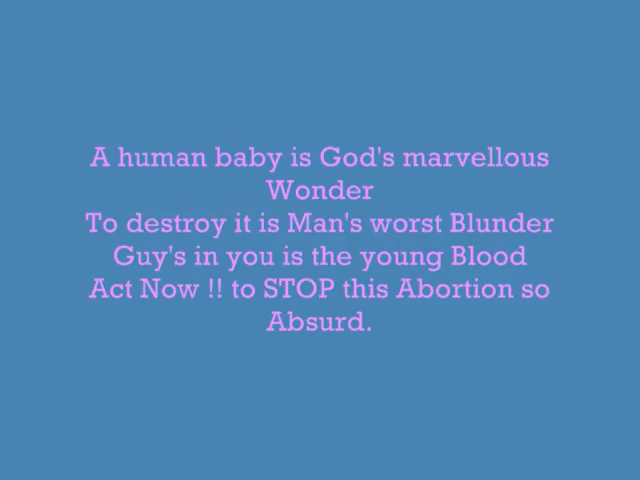 A human baby is God's marvellous
Wonder
To destroy it is Man's worst Blunder
Guy's in you is the young Blood
Act Now !! to STOP this Abortion so
Absurd.